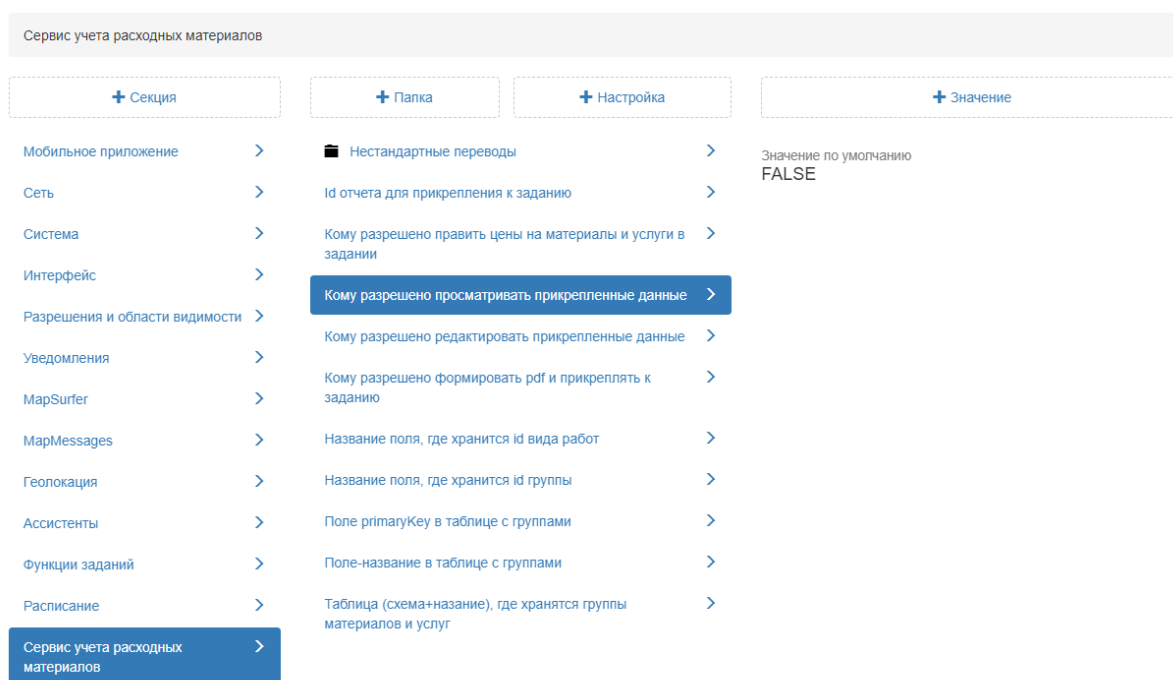 Сервис учета расходных материалов
+ Секция
+ Папка
+ Настройка
+ Значение
Мобильное приложение
Сеть
Система
Интерфейс
Разрешения и области видимости
Уведомления
MapSurfer
MapMessages
Геолокация
Ассистенты
Функции заданий
Расписание
Сервис учета расходных
материалов
Нестандартные переводы
Id отчета для прикрепления к заданию
Кому разрешено править цены на материалы и услуги в
задании
Кому разрешено просматривать прикрепленные данные
Кому разрешено редактировать прикрепленные данные
Кому разрешено формировать pdf и прикреплять к
заданию
Название поля, где хранится id вида работ
Название поля, где хранится id группы
Поле primaryKey в таблице с группами
Поле-название в таблице с группами
Таблица (схема+назание), где хранятся группы
материалов и услуг
Значение по умолчанию
FALSE